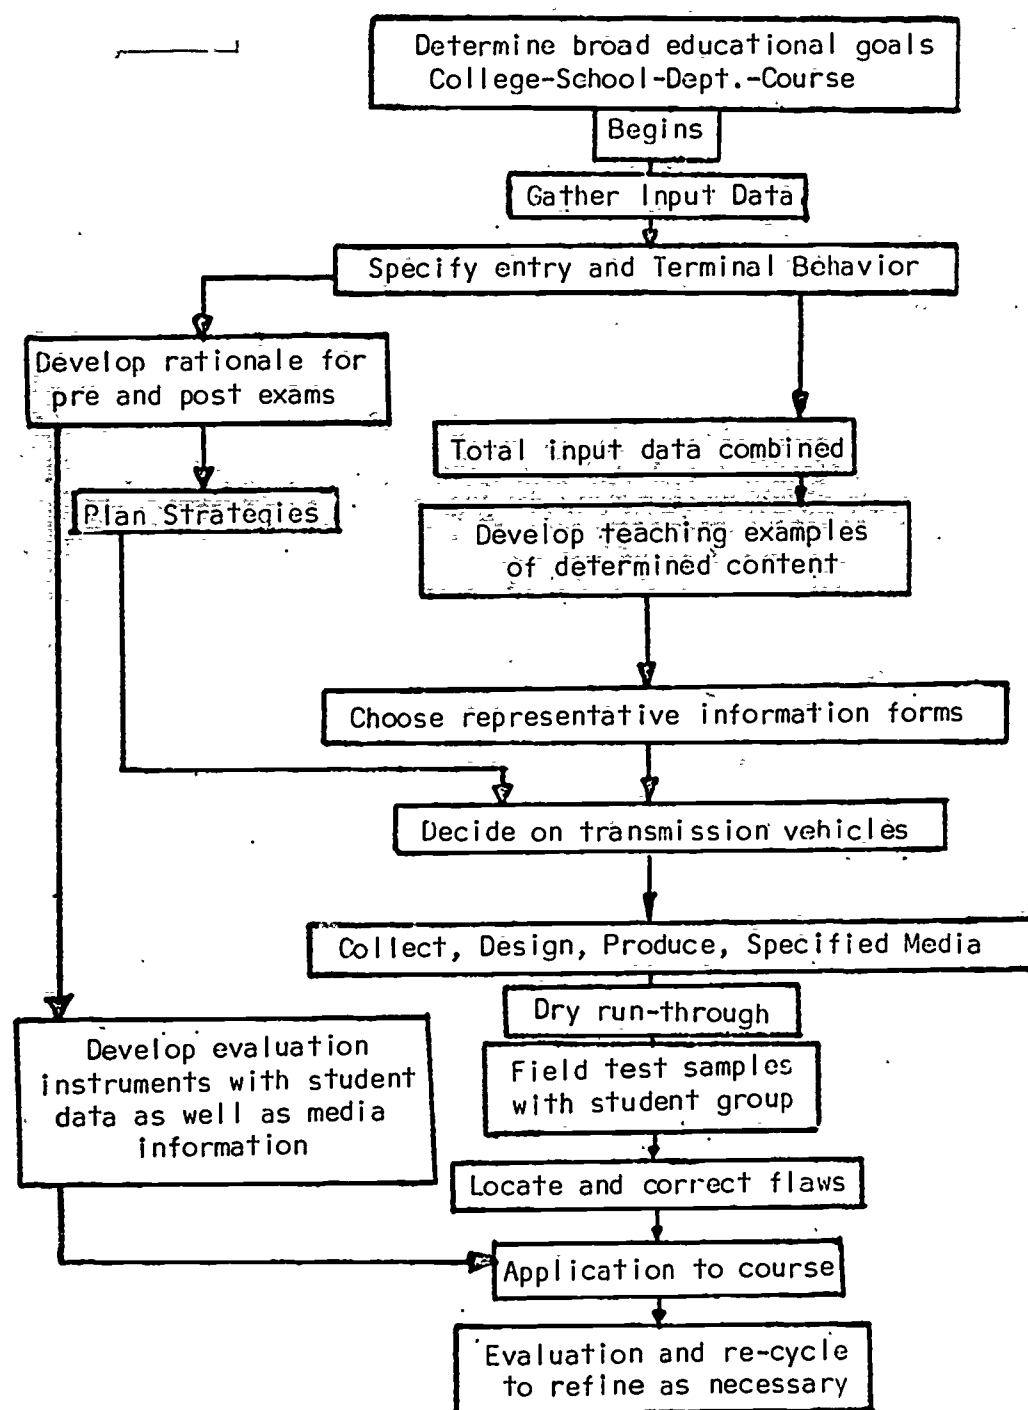 Determine broad educational goals
College-School-Dept.-Course
Begins
Gather Input Data
Specify entry and Terminal Behavior
Develop rationale for
pre and post exams
Total input data combined
Plan Strategies
Develop teaching examples
of determined content
Choose representative information forms
Decide on transmission vehicles
Collect, Design, Produce, Specified Media
Dry run-through
Develop evaluation
instruments with student
data as well as media
information
Field test samples
with student group
Locate and correct flaws
Application to course
Evaluation and re-cycle
to refine as necessary